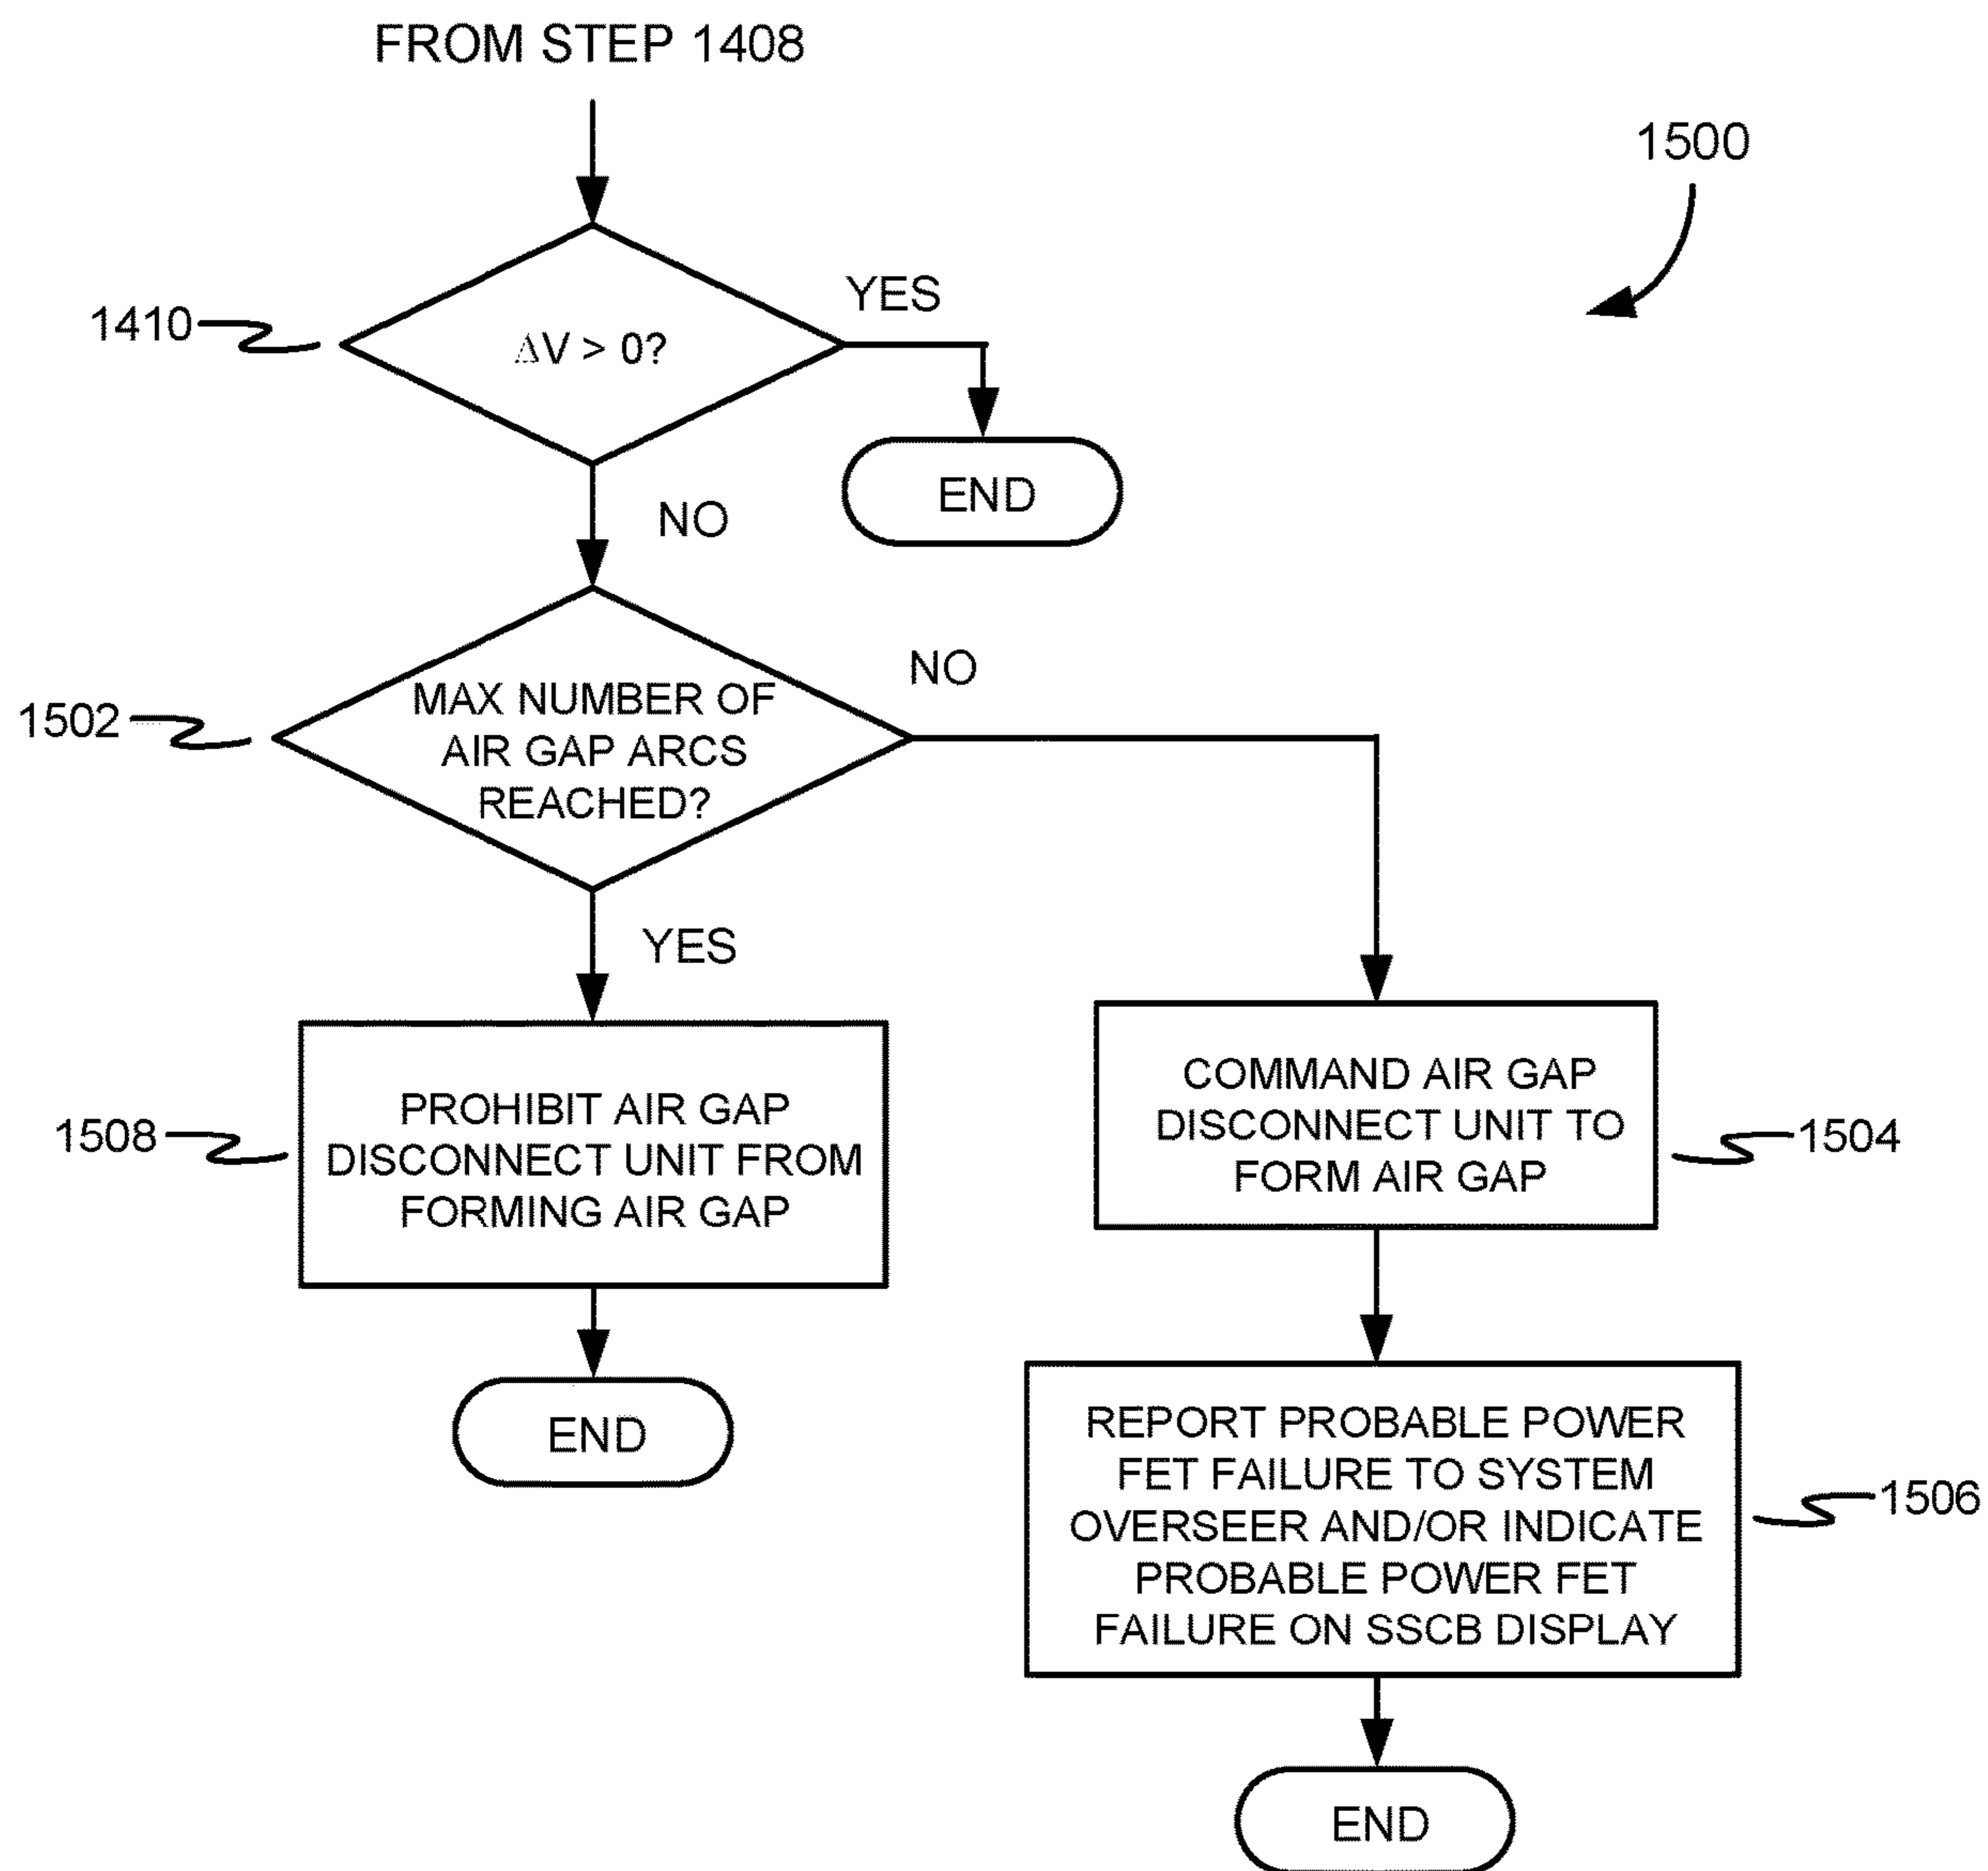 FROM STEP 1408
1500
1410
ΔV > 0?
YES
END
NO
1502
MAX NUMBER OF
AIR GAP ARCS
REACHED?
NO
YES
1508
PROHIBIT AIR GAP
DISCONNECT UNIT FROM
FORMING AIR GAP
END
COMMAND AIR GAP
DISCONNECT UNIT TO
FORM AIR GAP
1504
REPORT PROBABLE POWER
FET FAILURE TO SYSTEM
OVERSEER AND/OR INDICATE
PROBABLE POWER FET
FAILURE ON SSCB DISPLAY
1506
END